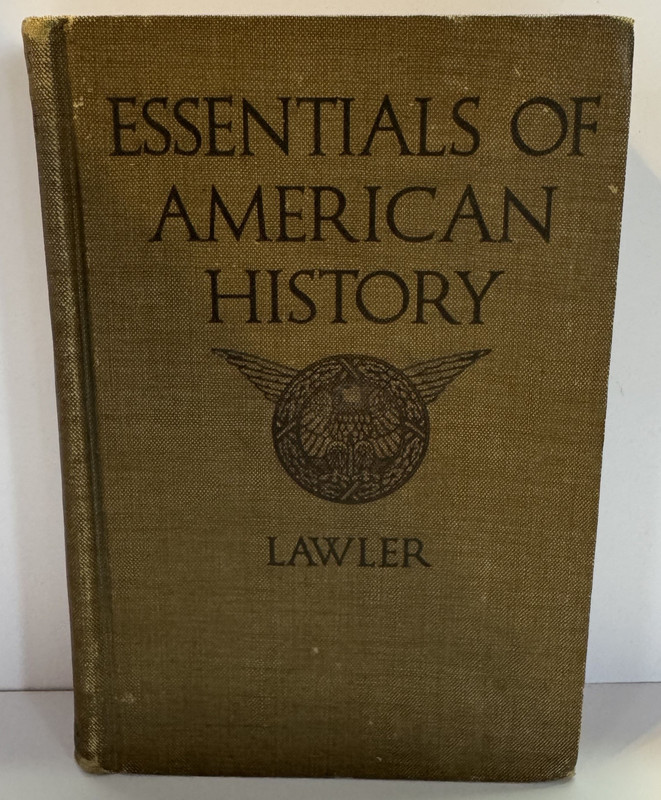 ESSENTIALS OF
AMERICAN
HISTORY
LAWLER